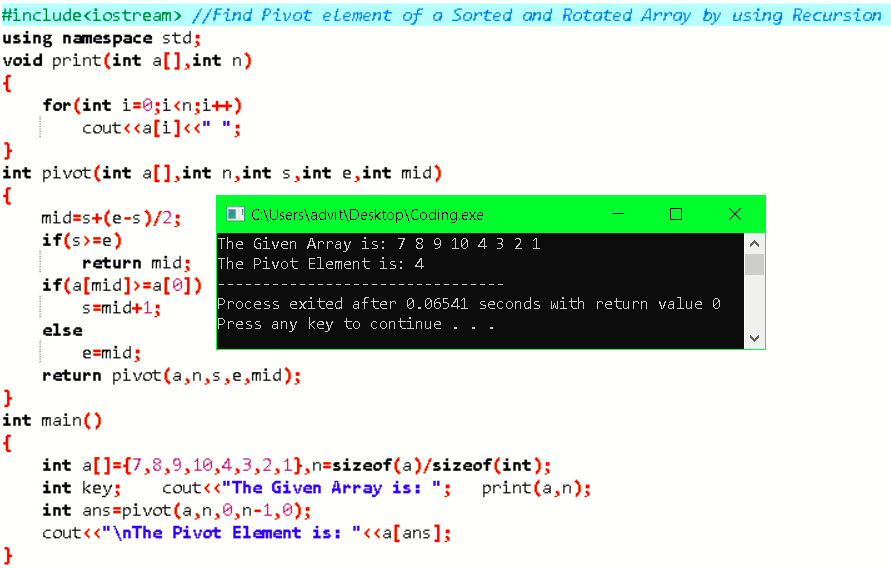 #include<iostream> //Find Pivot element of a Sorted and Rotated Array by using Recursion
using namespace std;
void print(int a[],int n)
{
    for(int i=0;i<n;i++)
        cout<<a[i]<<" ";
}
int pivot(int a[],int n,int s,int e,int mid)
{
    mid=s+(e-s)/2;
    if(s>=e)
        return mid;
    if(a[mid]>=a[0])
        s=mid+1;
    else
        e=mid;
    return pivot(a,n,s,e,mid);
}
int main()
{
    int a[]={7,8,9,10,4,3,2,1},n=sizeof(a)/sizeof(int);
    int key;    cout<<"The Given Array is: ";   print(a,n);
    int ans=pivot(a,n,0,n-1,0);
    cout<<"\nThe Pivot Element is: "<<a[ans];
}
C:\Users\advit\Desktop\Coding.exe
The Given Array is: 7 8 9 10 4 3 2 1
The Pivot Element is: 4
--------------------------------
Process exited after 0.06541 seconds with return value 0
Press any key to continue . . .